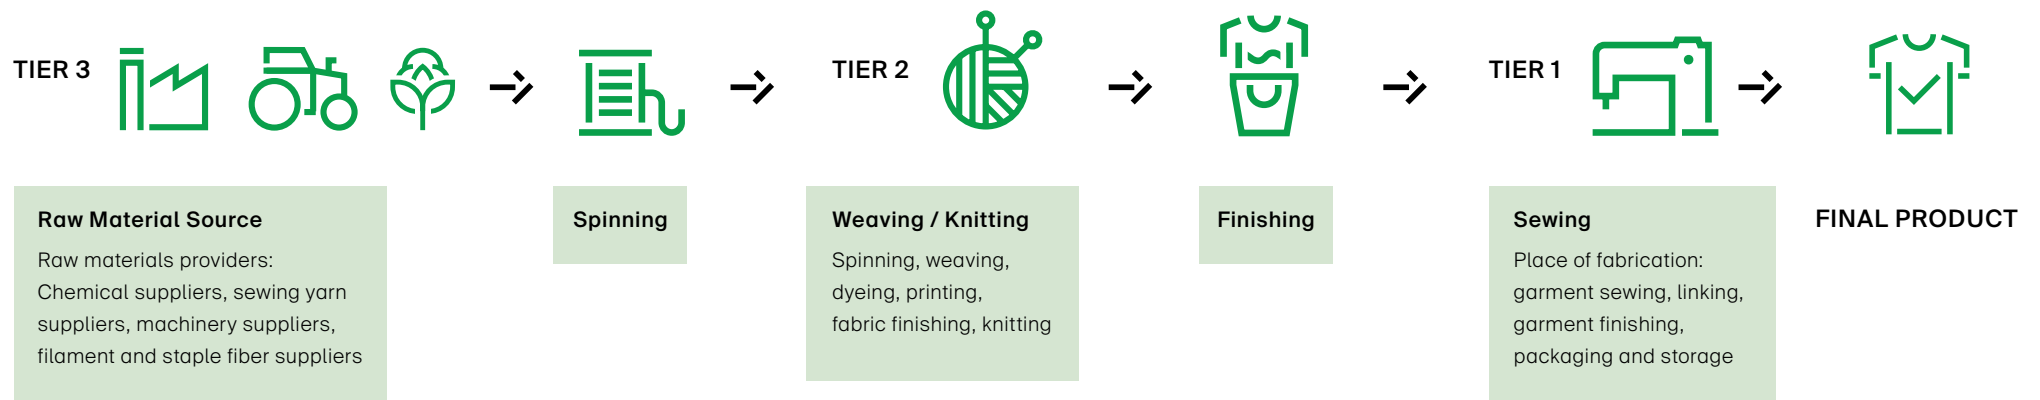 TIER 3
TIER 2
TIER 1
Raw Material Source
Raw materials providers:
Chemical suppliers, sewing yarn
suppliers, machinery suppliers,
filament and staple fiber suppliers
Spinning
Weaving / Knitting
Spinning, weaving,
dyeing, printing,
fabric finishing, knitting
Finishing
Sewing
Place of fabrication:
garment sewing, linking,
garment finishing,
packaging and storage
FINAL PRODUCT